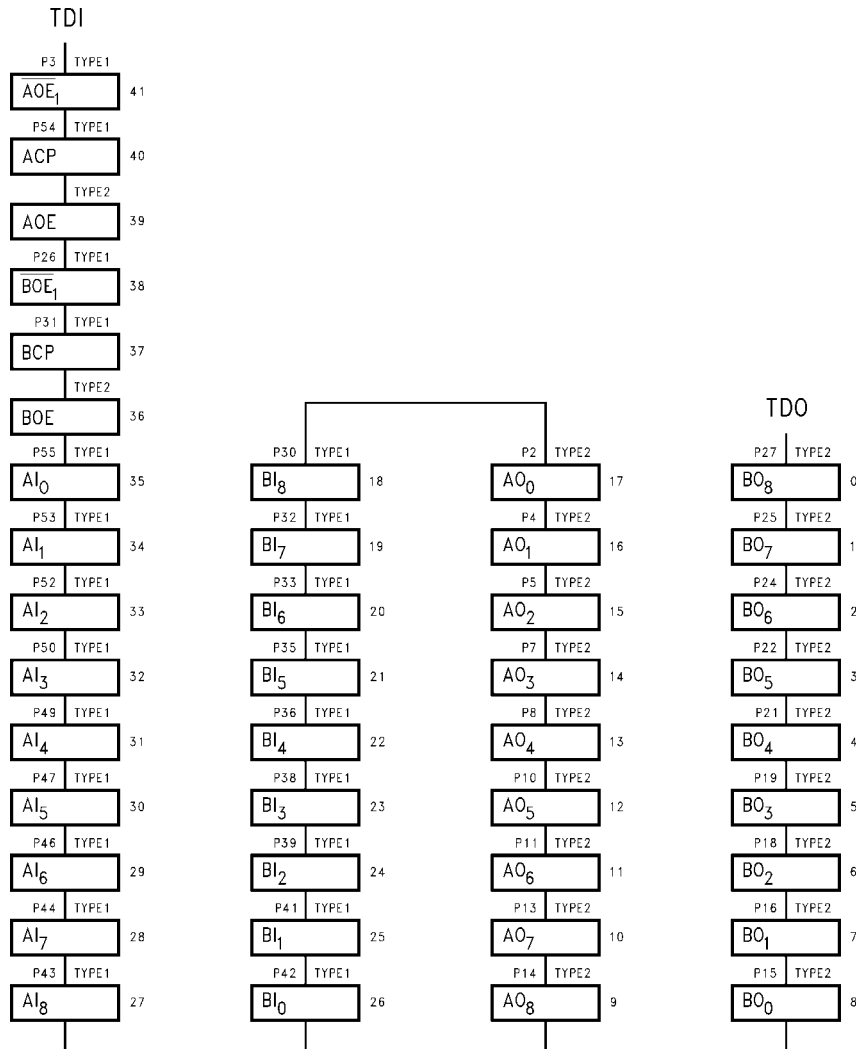 TDI
P3 TYPE1
AOE1 41
P54 TYPE1
ACP 40
TYPE2
AOE 39
P26 TYPE1
BOE1 38
P31 TYPE1
BCP 37
TYPE2
BOE 36
TDO
P55 TYPE1 P30 TYPE1 P2 TYPE2 P27 TYPE2
AI0 35 BI8 18 AO0 17 BO8 0
P53 TYPE1 P32 TYPE1 P4 TYPE2 P25 TYPE2
AI1 34 BI7 19 AO1 16 BO7 1
P52 TYPE1 P33 TYPE1 P5 TYPE2 P24 TYPE2
AI2 33 BI6 20 AO2 15 BO6 2
P50 TYPE1 P35 TYPE1 P7 TYPE2 P22 TYPE2
AI3 32 BI5 21 AO3 14 BO5 3
P49 TYPE1 P36 TYPE1 P8 TYPE2 P21 TYPE2
AI4 31 BI4 22 AO4 13 BO4 4
P47 TYPE1 P38 TYPE1 P10 TYPE2 P19 TYPE2
AI5 30 BI3 23 AO5 12 BO3 5
P46 TYPE1 P39 TYPE1 P11 TYPE2 P18 TYPE2
AI6 29 BI2 24 AO6 11 BO2 6
P44 TYPE1 P41 TYPE1 P13 TYPE2 P16 TYPE2
AI7 28 BI1 25 AO7 10 BO1 7
P43 TYPE1 P42 TYPE1 P14 TYPE2 P15 TYPE2
AI8 27 BI0 26 AO8 9 BO0 8